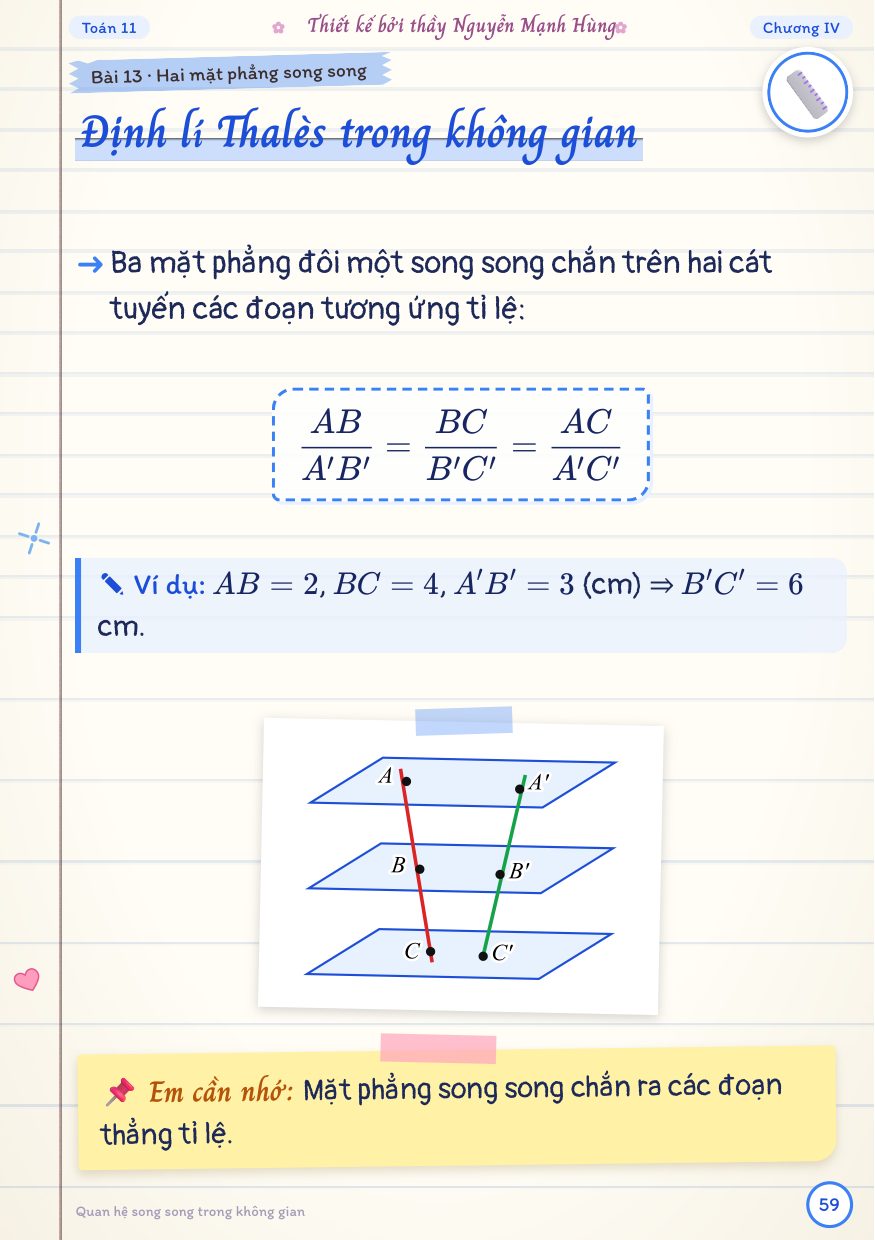 Toán 11
Thiết kế bởi thầy Nguyễn Mạnh Hùng
Chương IV
Bài 13 · Hai mặt phẳng song song
Định lí Thalès trong không gian
→ Ba mặt phẳng đôi một song song chắn trên hai cát
tuyến các đoạn tương ứng tỉ lệ:
AB/A'B' = BC/B'C' = AC/A'C'
Ví dụ: AB = 2, BC = 4, A'B' = 3 (cm) ⇒ B'C' = 6
cm.
A A'
B B'
C C'
Em cần nhớ: Mặt phẳng song song chắn ra các đoạn
thẳng tỉ lệ.
Quan hệ song song trong không gian
59